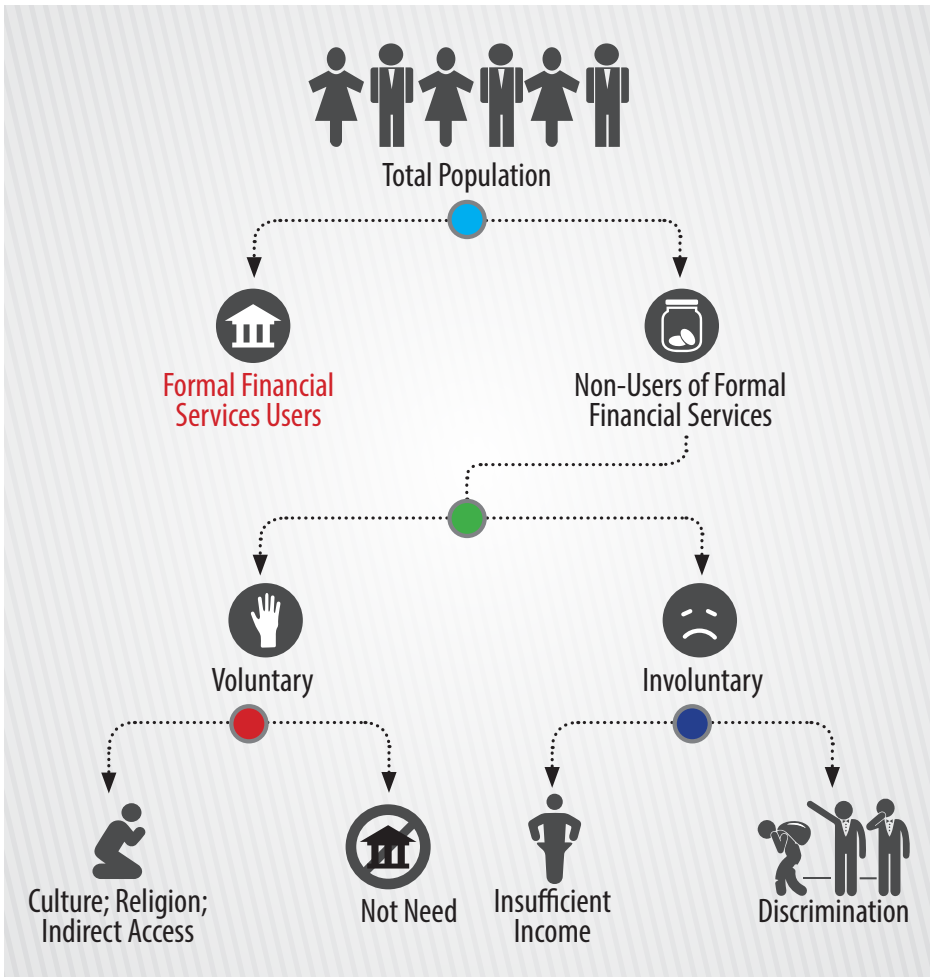 Total Population
Formal Financial
Services Users
Non-Users of Formal
Financial Services
Voluntary
Involuntary
Culture; Religion;
Indirect Access
Not Need
Insufficient
Income
Discrimination